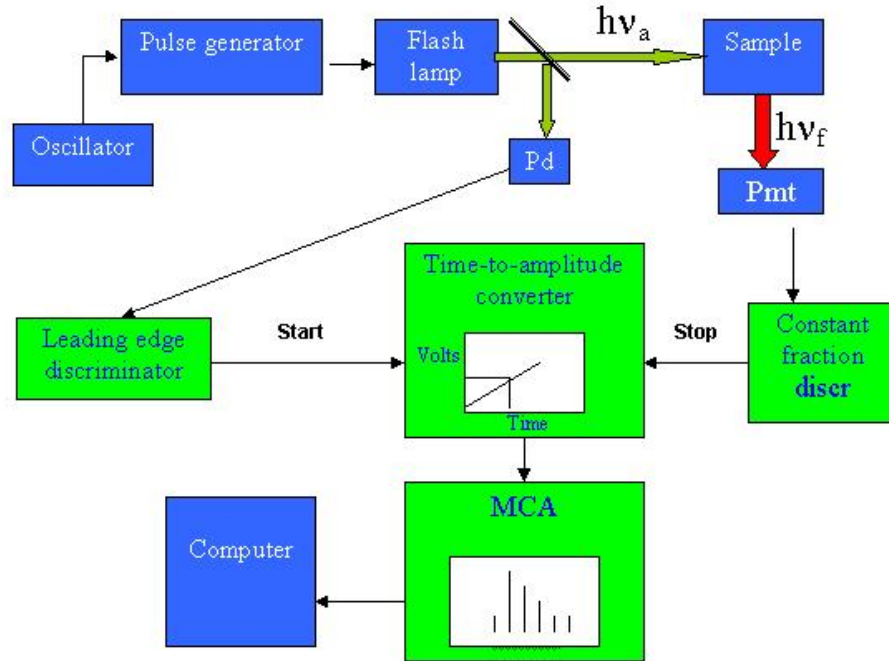 Pulse generator
Flash
lamp
hνa
Sample
Oscillator
Pd
hνf
Pmt
Time-to-amplitude
converter
Volts
Time
Leading edge
discriminator
Start
Stop
Constant
fraction
discr
MCA
Computer